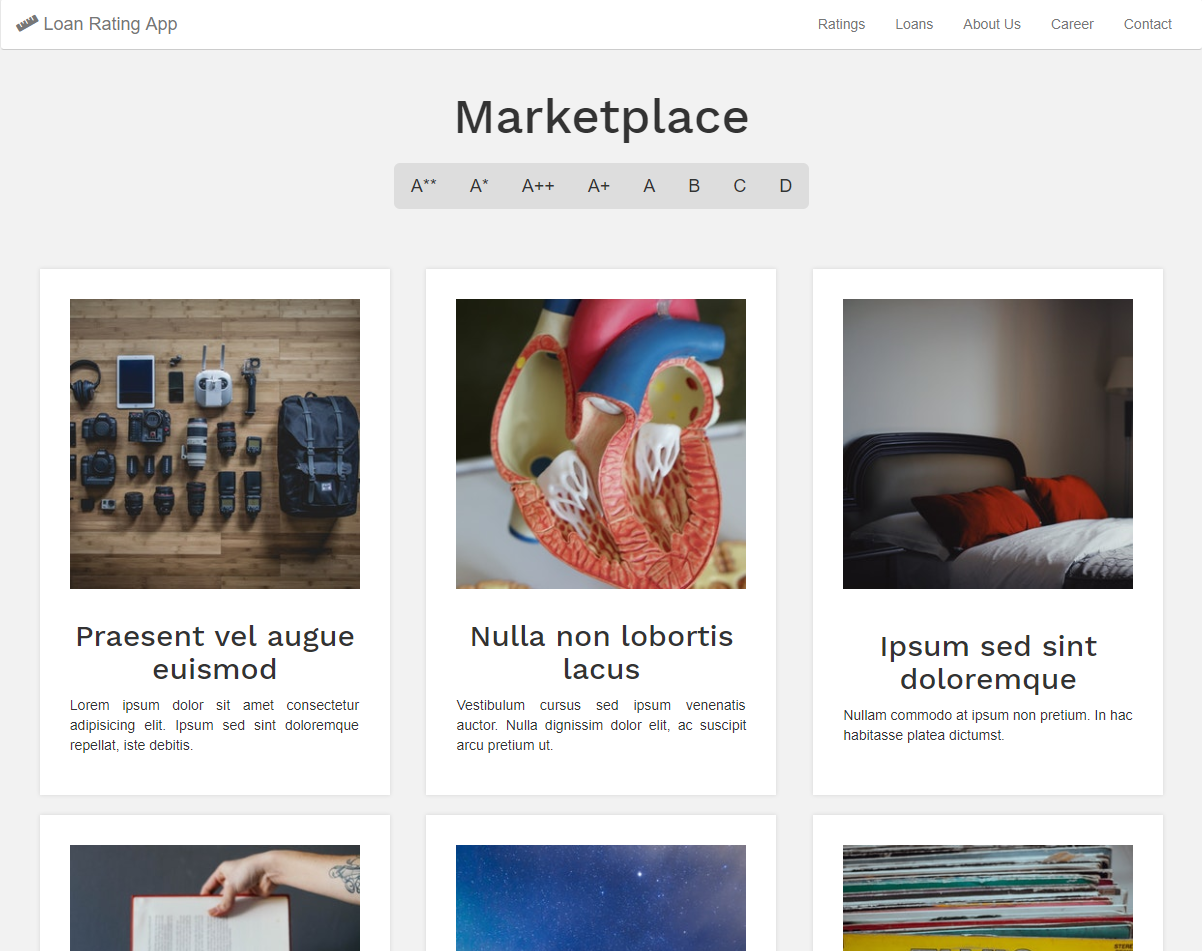 Loan Rating App
Ratings Loans About Us Career Contact
Marketplace
A** A* A++ A+ A B C D
Praesent vel augue
euismod
Lorem ipsum dolor sit amet consectetur
adipisicing elit. Ipsum sed sint doloremque
repellat, iste debitis.
Nulla non lobortis
lacus
Vestibulum cursus sed ipsum venenatis
auctor. Nulla dignissim dolor elit, ac suscipit
arcu pretium ut.
Ipsum sed sint
doloremque
Nullam commodo at ipsum non pretium. In hac
habitasse platea dictumst.
STEREO